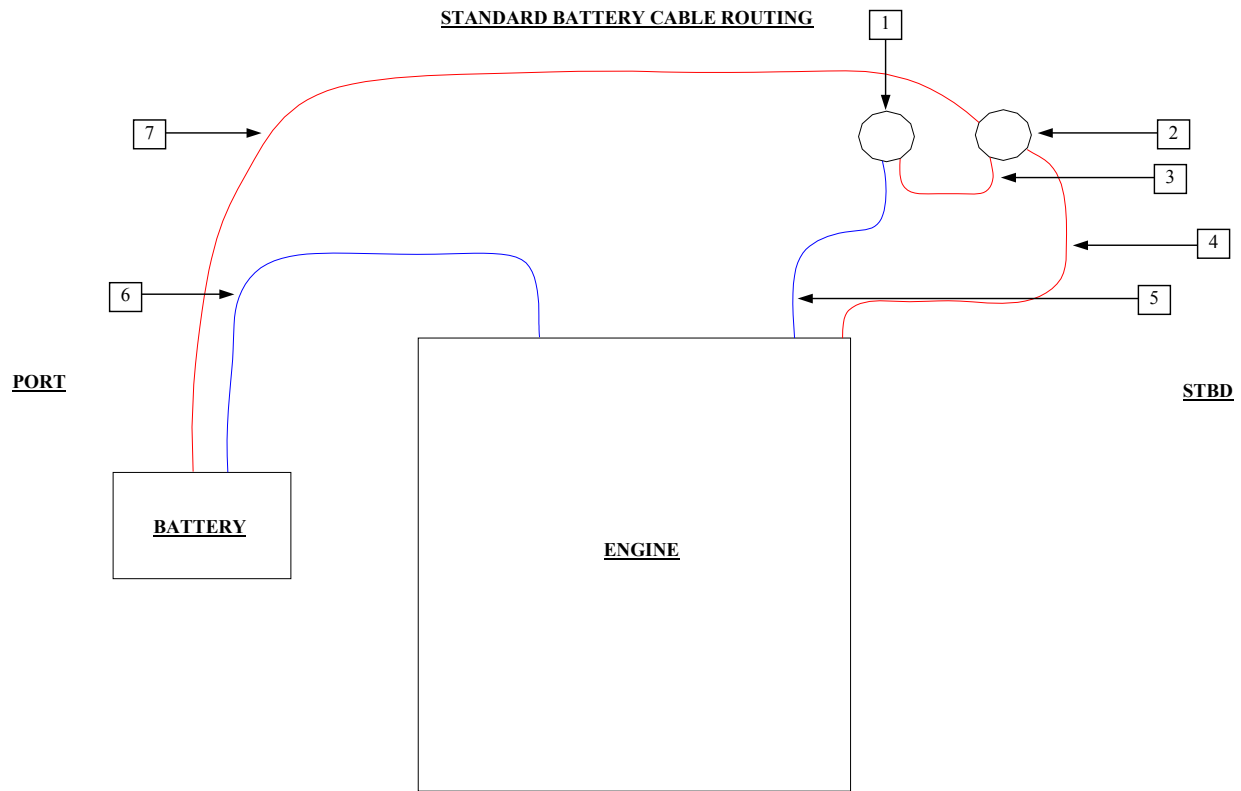 STANDARD BATTERY CABLE ROUTING
1
7
2
3
4
6
5
PORT
STBD
BATTERY
ENGINE